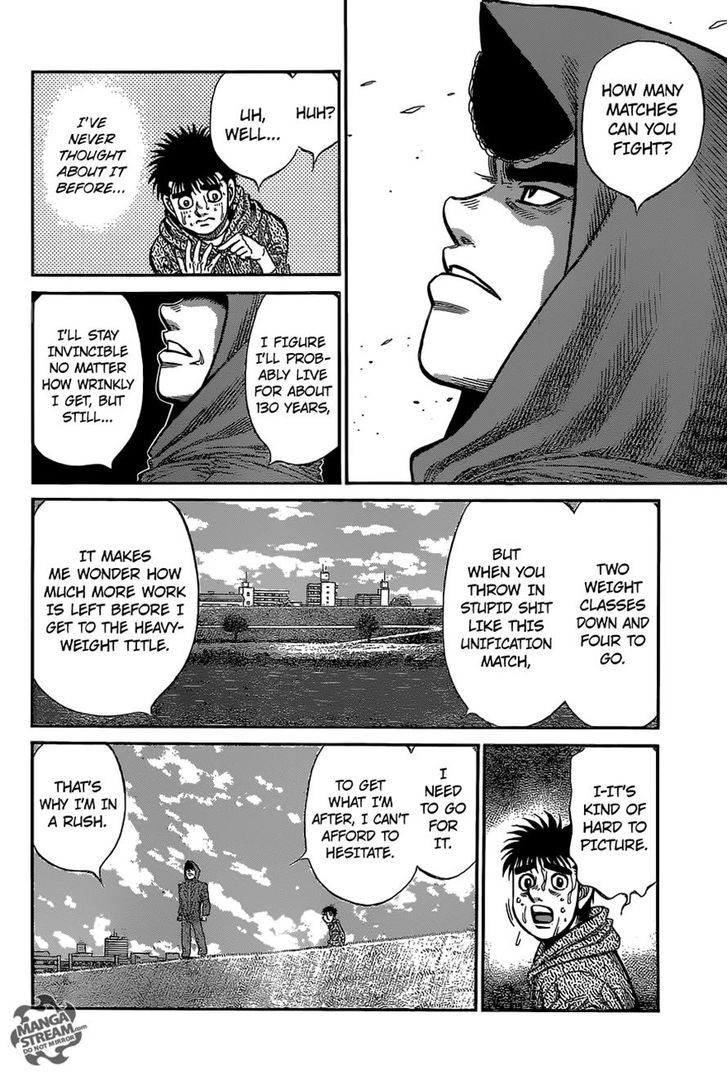 HOW MANY
MATCHES
CAN YOU
FIGHT?
HUH?
UH,
WELL...
I'VE
NEVER
THOUGHT
ABOUT IT
BEFORE...
I FIGURE
I'LL PROB-
ABLY LIVE
FOR ABOUT
130 YEARS,
I'LL STAY
INVINCIBLE
NO MATTER
HOW WRINKLY
I GET, BUT
STILL...
TWO
WEIGHT
CLASSES
DOWN AND
FOUR TO
GO.
BUT
WHEN YOU
THROW IN
STUPID SHIT
LIKE THIS
UNIFICATION
MATCH,
IT MAKES
ME WONDER HOW
MUCH MORE WORK
IS LEFT BEFORE I
GET TO THE HEAVY-
WEIGHT TITLE.
I-IT'S
KIND OF
HARD TO
PICTURE.
I
NEED
TO GO
FOR
IT.
TO GET
WHAT I'M
AFTER, I CAN'T
AFFORD TO
HESITATE.
THAT'S
WHY I'M IN
A RUSH.
MANGA
STREAM.com
DO NOT MIRROR